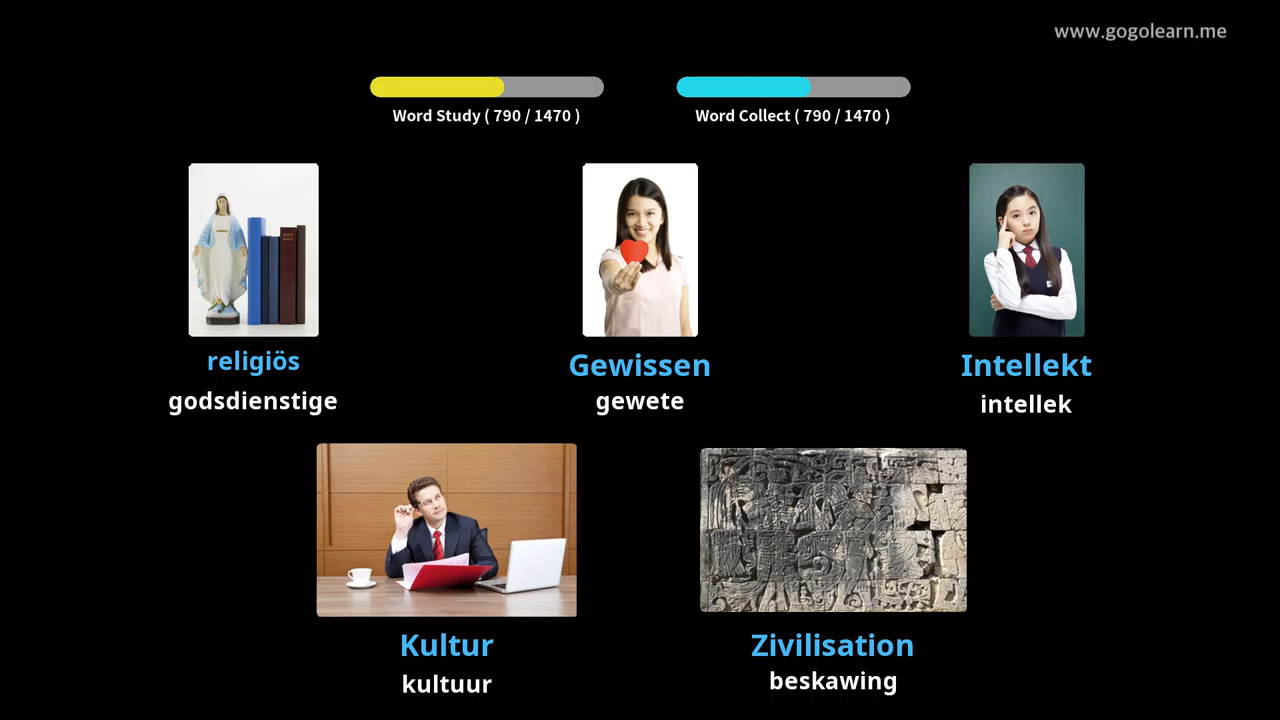 www.gogolearn.me
Word Study ( 790 / 1470 )
Word Collect ( 790 / 1470 )
religiös
godsdienstige
Gewissen
gewete
Intellekt
intellek
Kultur
kultuur
Zivilisation
beskawing